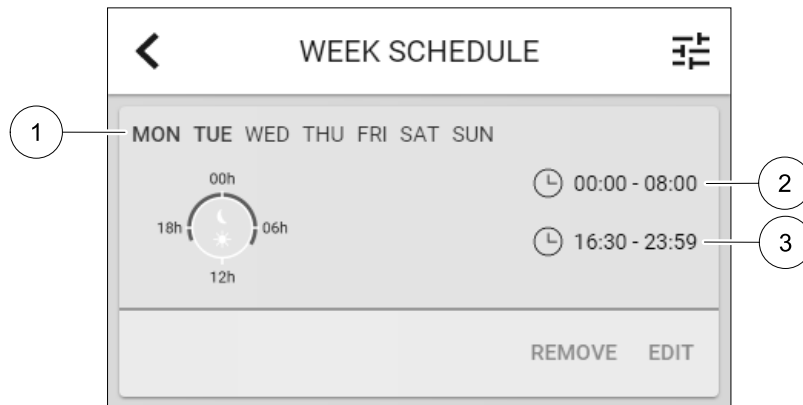 WEEK SCHEDULE
1
MON TUE WED THU FRI SAT SUN
00h
00:00 - 08:00
2
18h
06h
16:30 - 23:59
3
12h
REMOVE EDIT